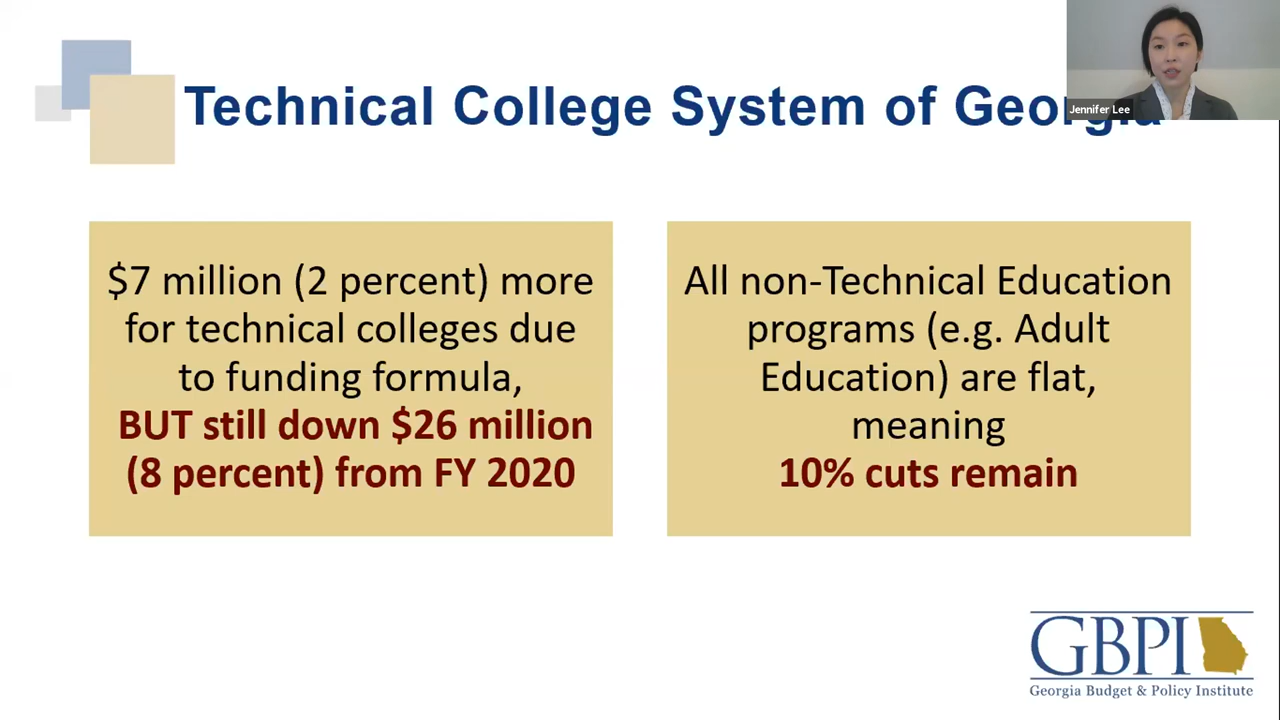 Technical College System of Georgia
Jennifer Lee
$7 million (2 percent) more
for technical colleges due
to funding formula,
BUT still down $26 million
(8 percent) from FY 2020
All non-Technical Education
programs (e.g. Adult
Education) are flat,
meaning
10% cuts remain
GBPI
Georgia Budget & Policy Institute